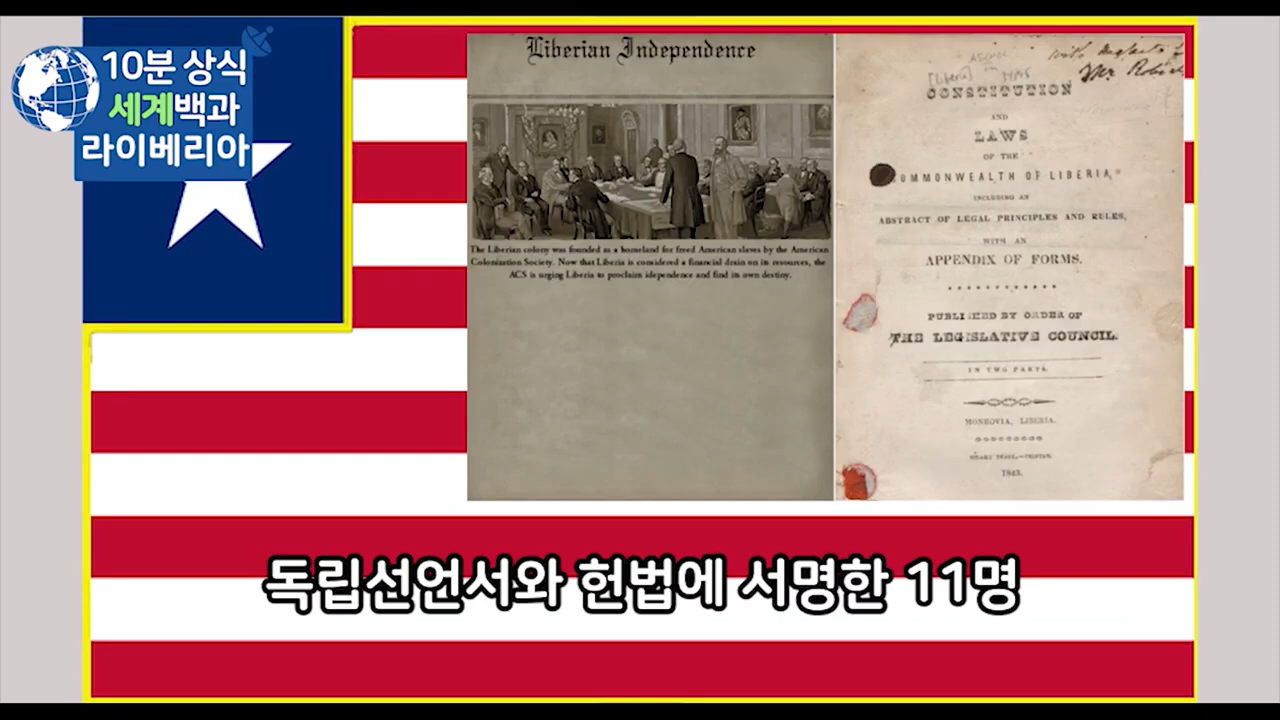 10분 상식
세계백과
라이베리아
Liberian Independence
The Liberian colony was founded as a homeland for freed American slaves by the American
Colonization Society. Now that Liberia is considered a financial drain on its resources, the
ACS is urging Liberia to proclaim idependence and find its own destiny.
with
Mr
[Liberia]
CONSTITUTION
AND
LAWS
OF THE
COMMONWEALTH OF LIBERIA,
INCLUDING AN
ABSTRACT OF LEGAL PRINCIPLES AND RULES,
WITH AN
APPENDIX OF FORMS.
PUBLISHED BY ORDER OF
THE LEGISLATIVE COUNCIL.
IN TWO PARTS.
MONROVIA, LIBERIA.
1843.
독립선언서와 헌법에 서명한 11명